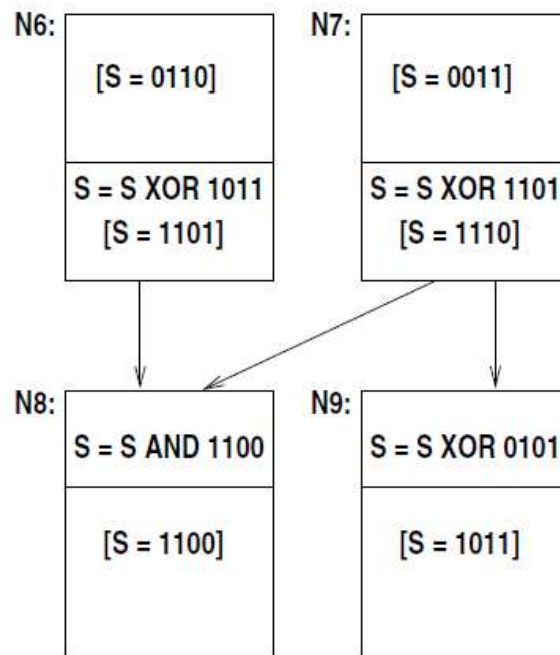 N6:
[S = 0110]
S = S XOR 1011
[S = 1101]
N7:
[S = 0011]
S = S XOR 1101
[S = 1110]
N8:
S = S AND 1100
[S = 1100]
N9:
S = S XOR 0101
[S = 1011]